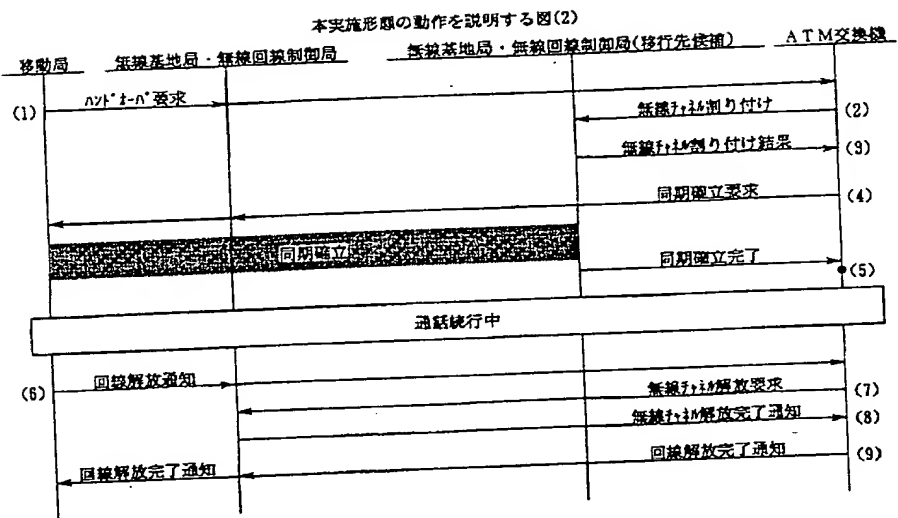 本実施形態の動作を説明する図(2)
移動局
無線基地局・無線回線制御局
無線基地局・無線回線制御局(移行先候補)
ATM交換機
(1)
ハンドオーバ要求
無線チャネル割り付け
(2)
無線チャネル割り付け結果
(3)
同期確立要求
(4)
同期確立
同期確立完了
(5)
通話続行中
(6)
回線解放通知
無線チャネル解放要求
(7)
無線チャネル解放完了通知
(8)
回線解放完了通知
回線解放完了通知
(9)